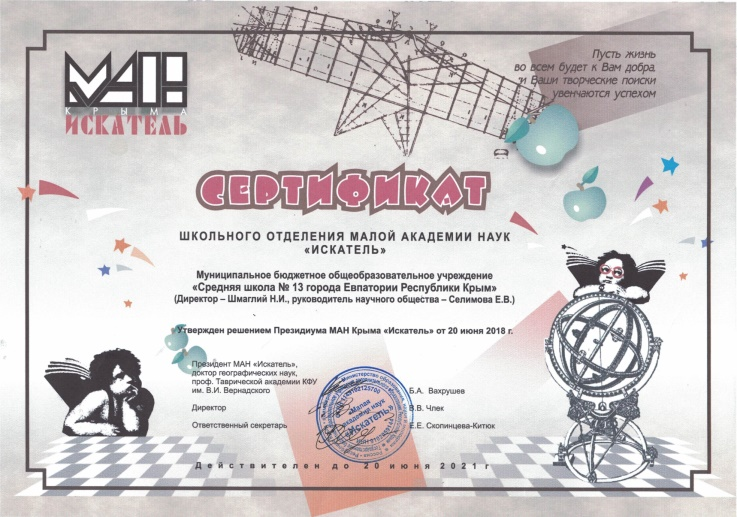 МАН
КРЫМА
ИСКАТЕЛЬ
Пусть жизнь
во всем будет к Вам добра,
и Ваши творческие поиски
увенчаются успехом
СЕРТИФИКАТ
ШКОЛЬНОГО ОТДЕЛЕНИЯ МАЛОЙ АКАДЕМИИ НАУК
«ИСКАТЕЛЬ»
Муниципальное бюджетное общеобразовательное учреждение
«Средняя школа № 13 города Евпатории Республики Крым»
(Директор – Шмаглий Н.И., руководитель научного общества – Селимова Е.В.)
Утвержден решением Президиума МАН Крыма «Искатель» от 20 июня 2018 г.
Президент МАН «Искатель»,
доктор географических наук,
проф. Таврической академии КФУ
им. В.И. Вернадского Б.А. Вахрушев
Директор В.В. Члек
Ответственный секретарь Е.Е. Скопинцева-Китюк
«Малая
академия наук
«Искатель»
Действителен до 20 июня 2021 г